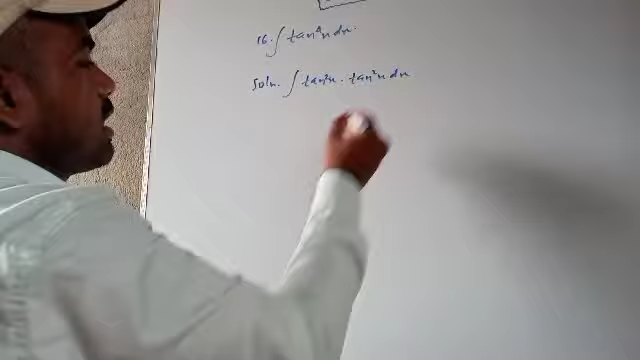 16. ∫ tan⁴x dx.
Soln. ∫ tan²x . tan²x dx